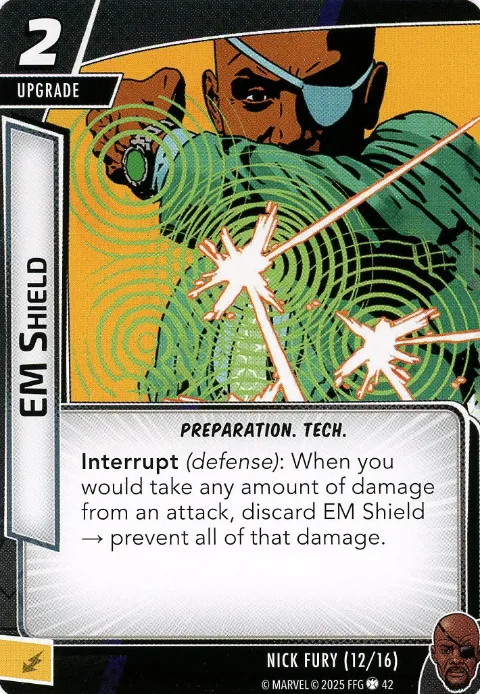 2
UPGRADE
EM SHIELD
PREPARATION. TECH.
Interrupt (defense): When you
would take any amount of damage
from an attack, discard EM Shield
→ prevent all of that damage.
NICK FURY (12/16)
© MARVEL © 2025 FFG 42